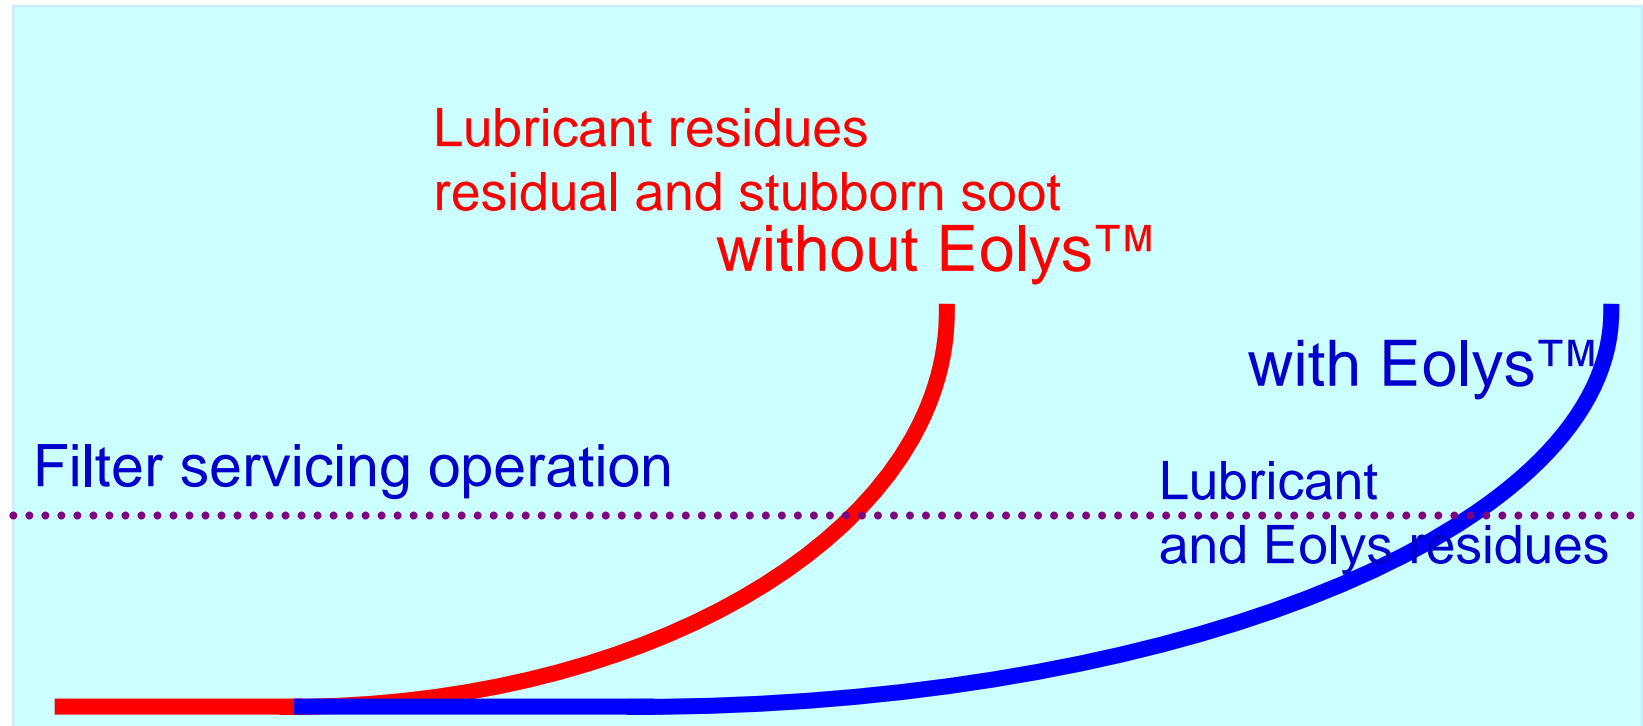 Lubricant residues
residual and stubborn soot
without Eolys™
with Eolys™
Filter servicing operation
Lubricant
and Eolys residues